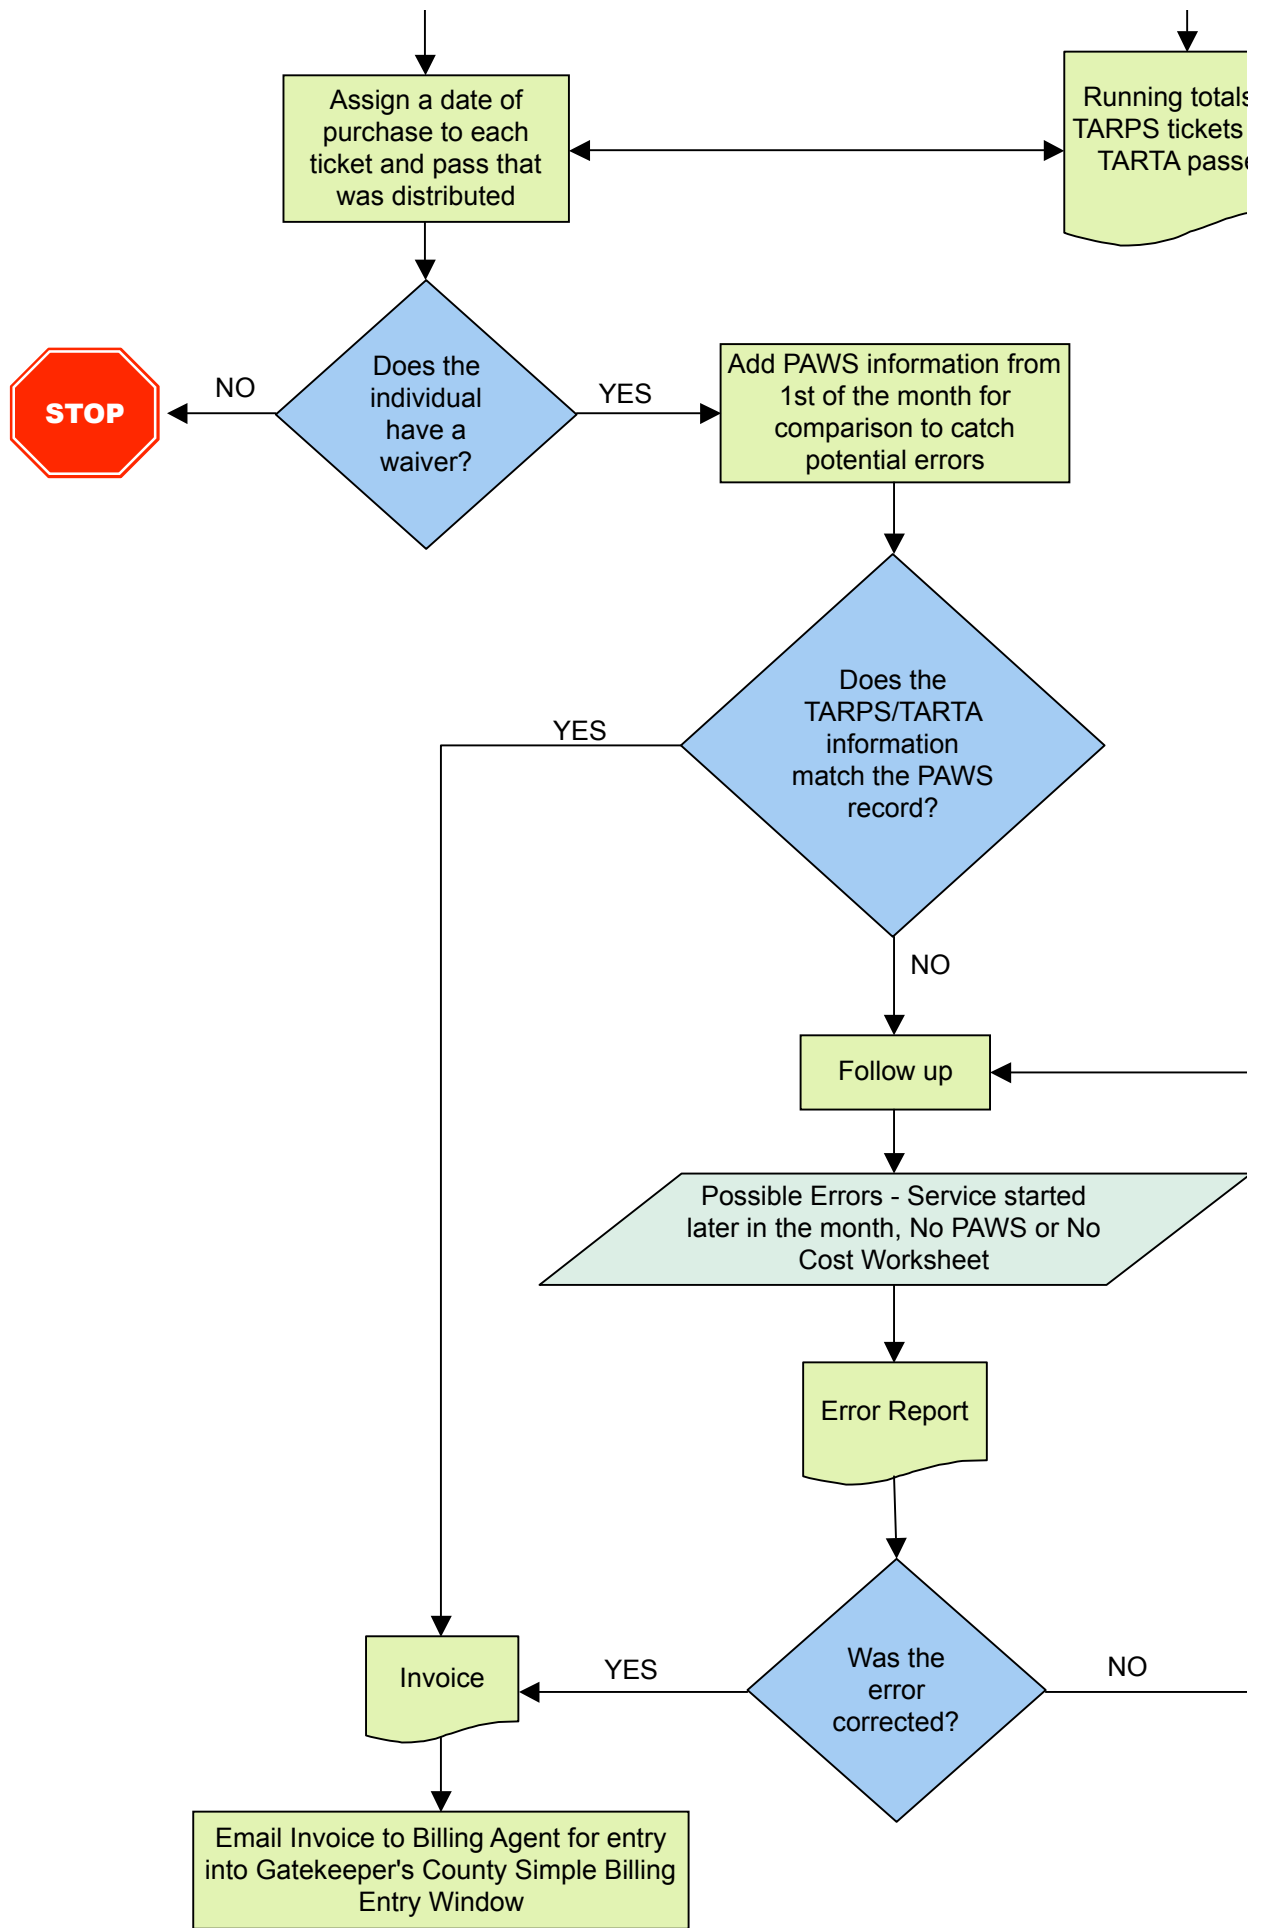 Assign a date of
purchase to each
ticket and pass that
was distributed
Running totals
TARPS tickets
TARTA passe
Does the
individual
have a
waiver?
NO
STOP
YES
Add PAWS information from
1st of the month for
comparison to catch
potential errors
Does the
TARPS/TARTA
information
match the PAWS
record?
YES
NO
Follow up
Possible Errors - Service started
later in the month, No PAWS or No
Cost Worksheet
Error Report
Was the
error
corrected?
YES
NO
Invoice
Email Invoice to Billing Agent for entry
into Gatekeeper's County Simple Billing
Entry Window